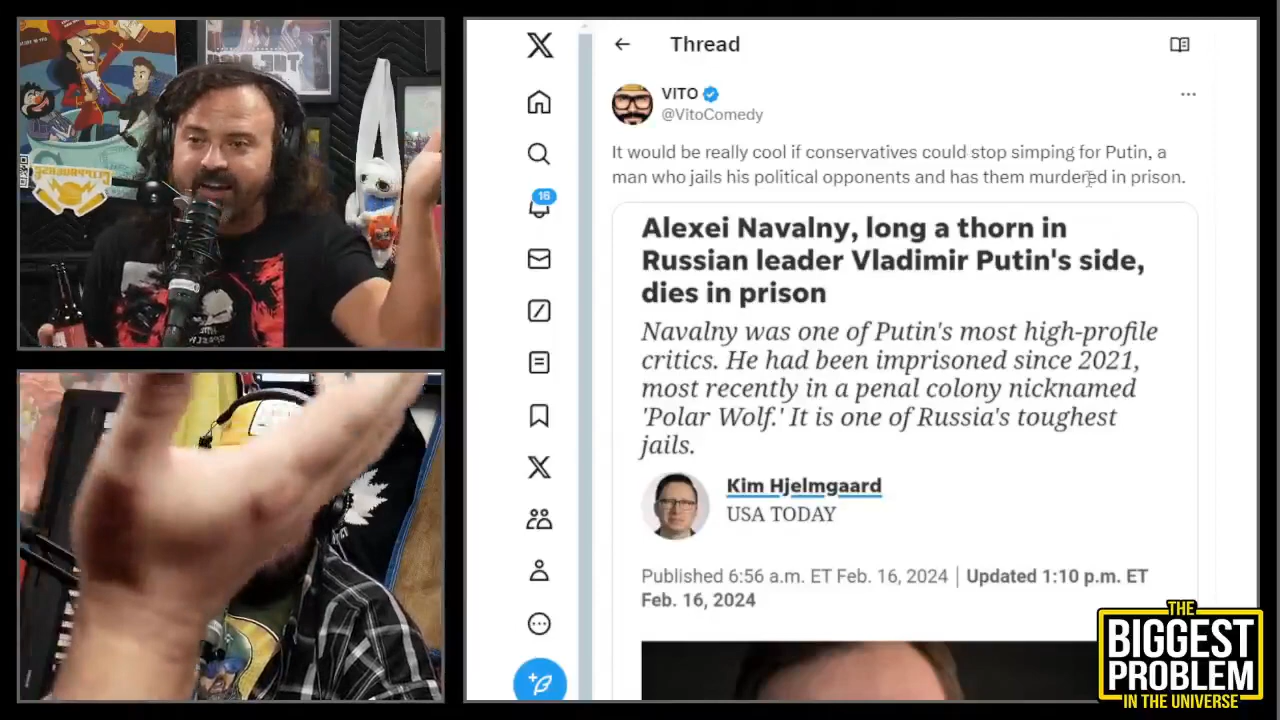 Thread
VITO
@VitoComedy
It would be really cool if conservatives could stop simping for Putin, a
man who jails his political opponents and has them murdered in prison.
16
Alexei Navalny, long a thorn in
Russian leader Vladimir Putin's side,
dies in prison
Navalny was one of Putin's most high-profile
critics. He had been imprisoned since 2021,
most recently in a penal colony nicknamed
'Polar Wolf.' It is one of Russia's toughest
jails.
Kim Hjelmgaard
USA TODAY
Published 6:56 a.m. ET Feb. 16, 2024 | Updated 1:10 p.m. ET
Feb. 16, 2024
THE
BIGGEST
PROBLEM
IN THE UNIVERSE